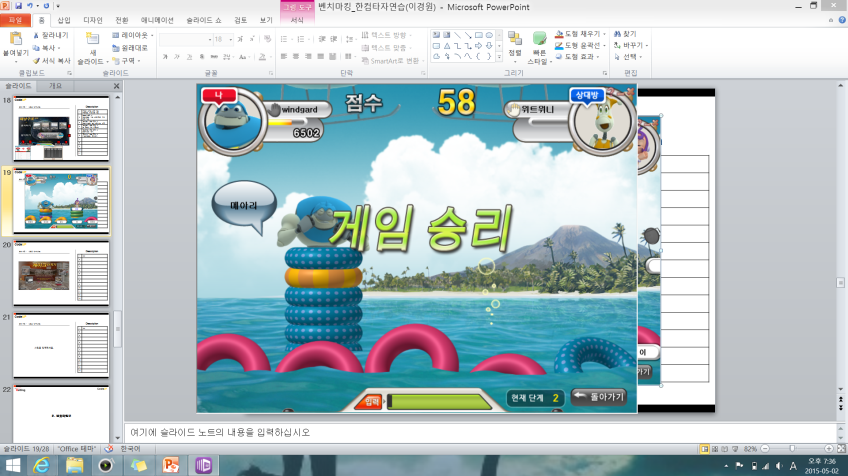 벤치마킹_한컴타자연습(이경원) - Microsoft PowerPoint
그림 도구
파일 홈 삽입 디자인 전환 애니메이션 슬라이드 쇼 검토 보기 서식
붙여넣기
잘라내기
복사
서식 복사
클립보드
새 슬라이드
레이아웃
원래대로
구역
슬라이드
18
글꼴
텍스트 방향
텍스트 맞춤
SmartArt로 변환
단락
정렬
빠른 스타일
도형 채우기
도형 윤곽선
도형 효과
그리기
찾기
바꾸기
선택
편집
슬라이드 개요
18
19
20
21
22
나
windgard
6502
점수
58
상대방
위트위니
메아리
게임 승리
입력
현재 단계 2
돌아가기
여기에 슬라이드 노트의 내용을 입력하십시오
슬라이드 19/28 "Office 테마" 한국어
82%
A
오후 7:36
2015-05-02